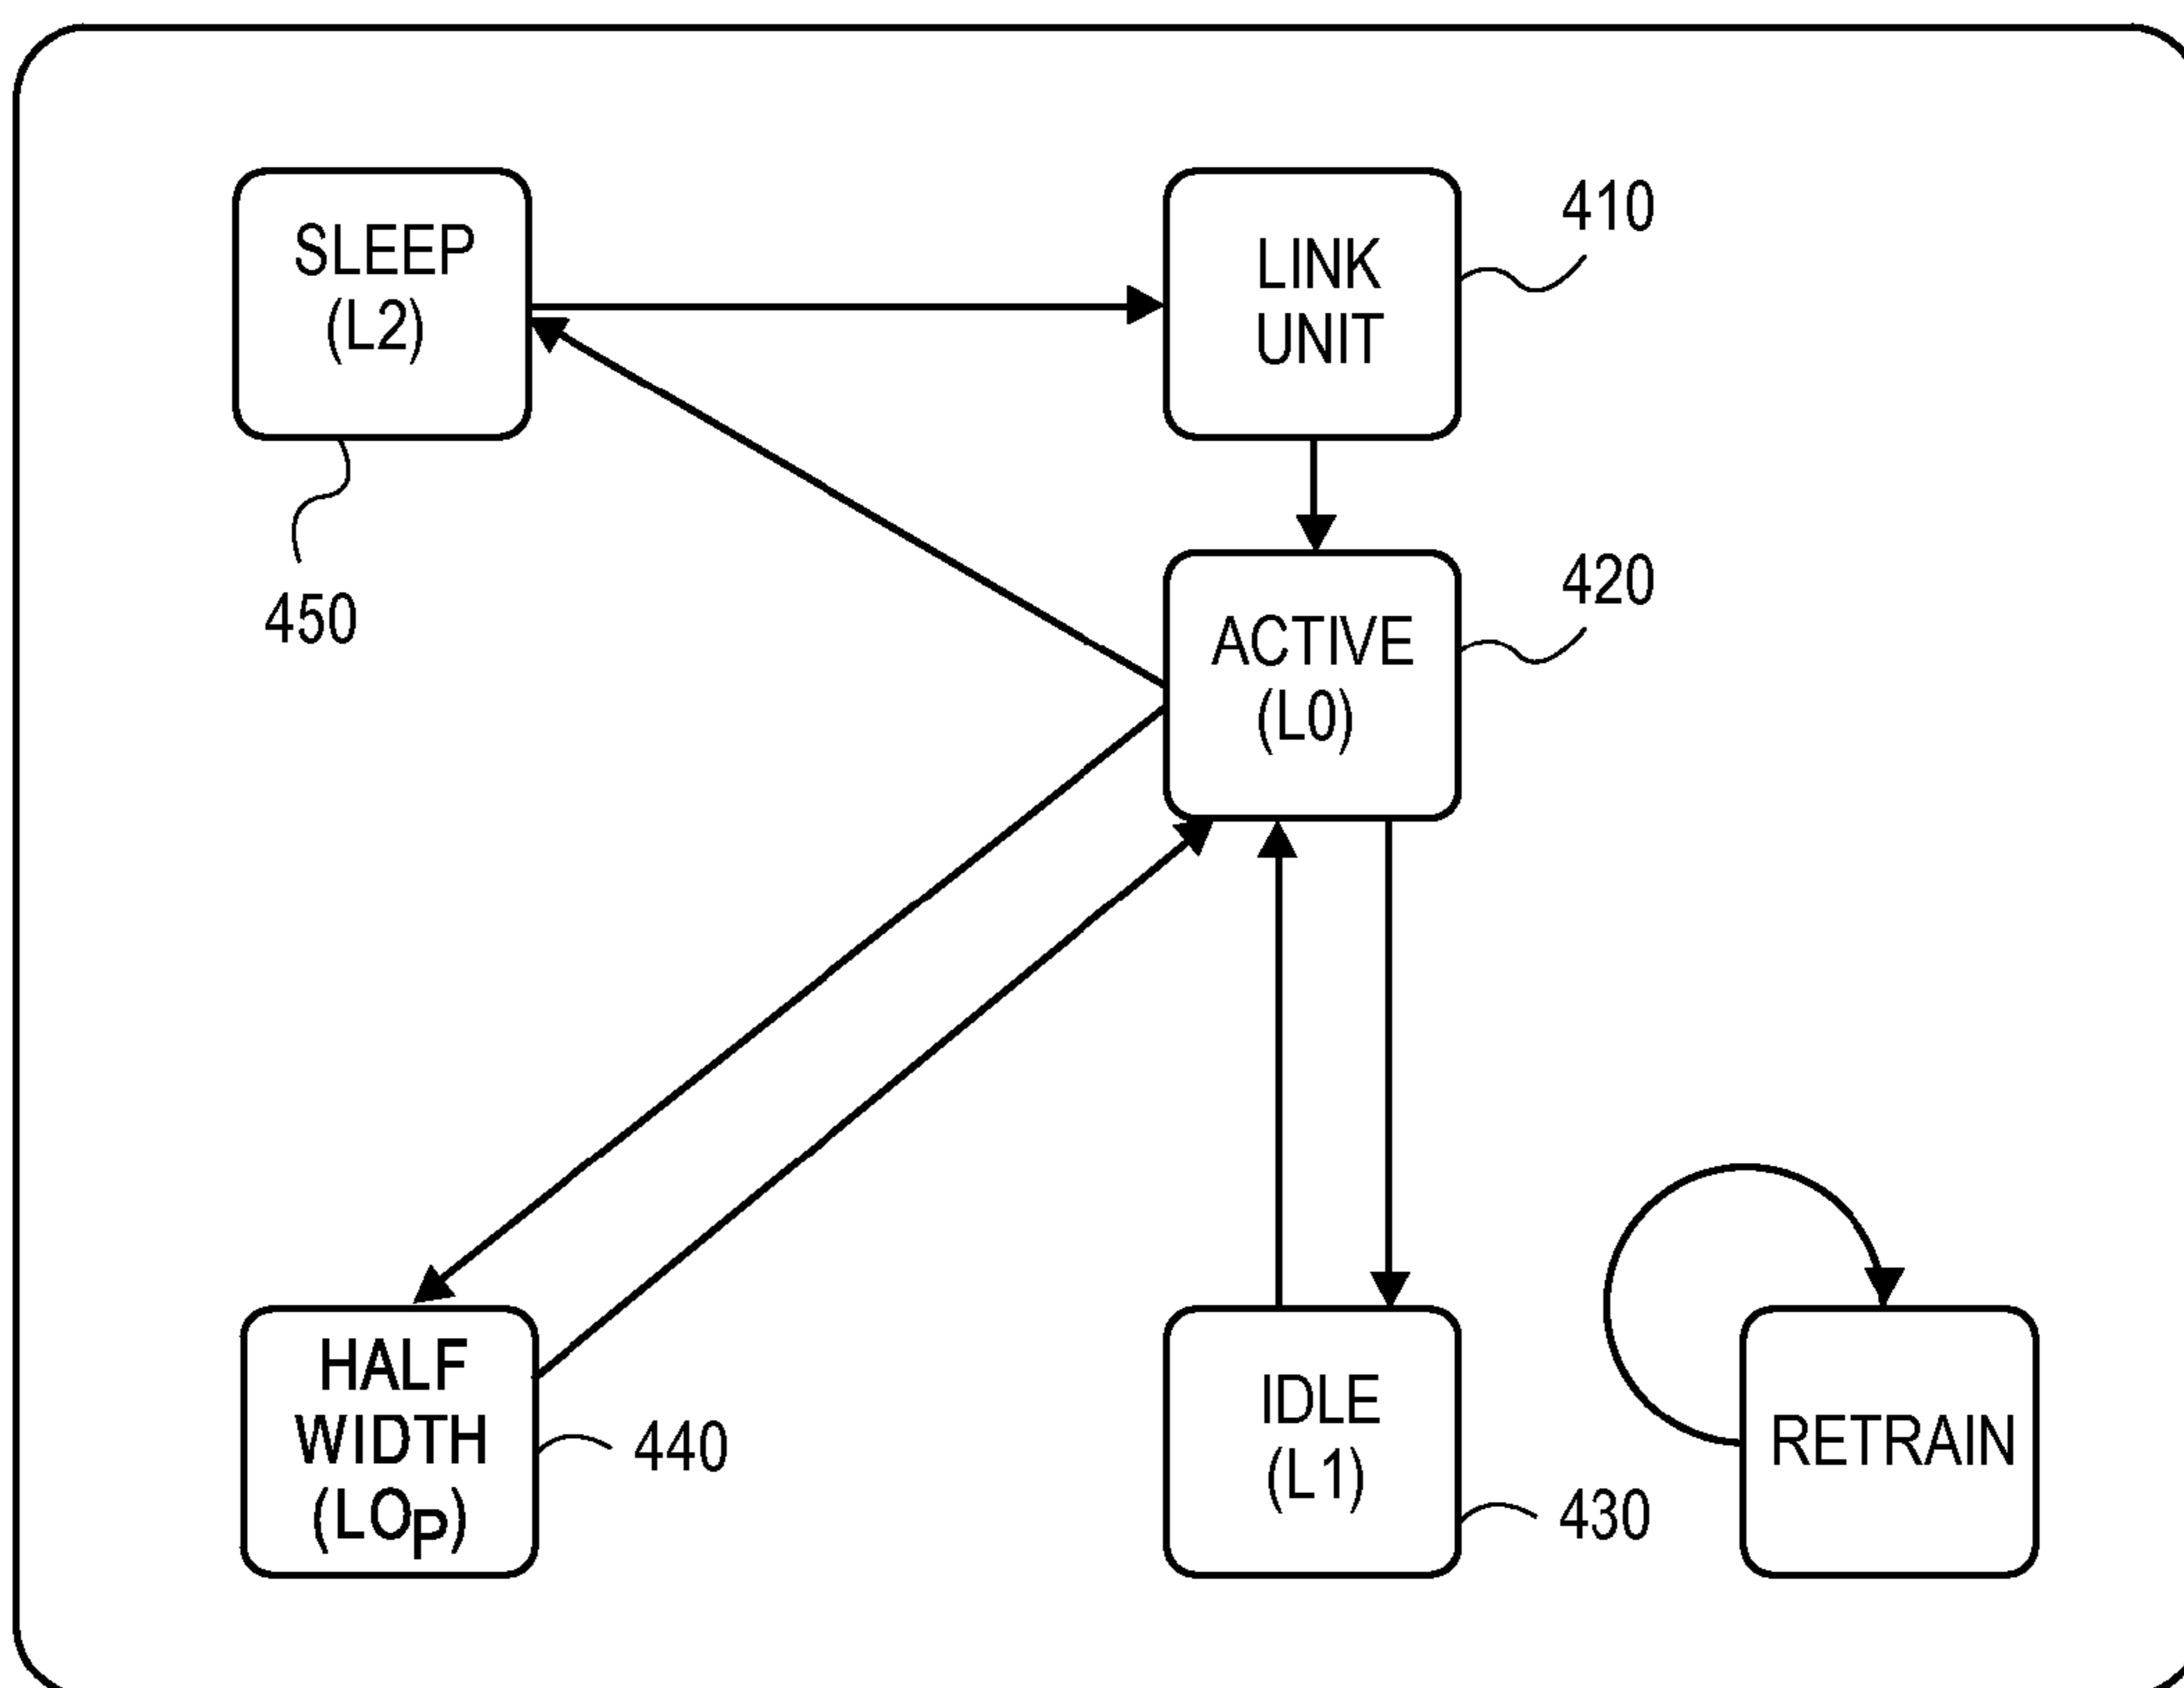 SLEEP
(L2)
450
LINK
UNIT
410
ACTIVE
(L0)
420
HALF
WIDTH
(LOP)
440
IDLE
(L1)
430
RETRAIN